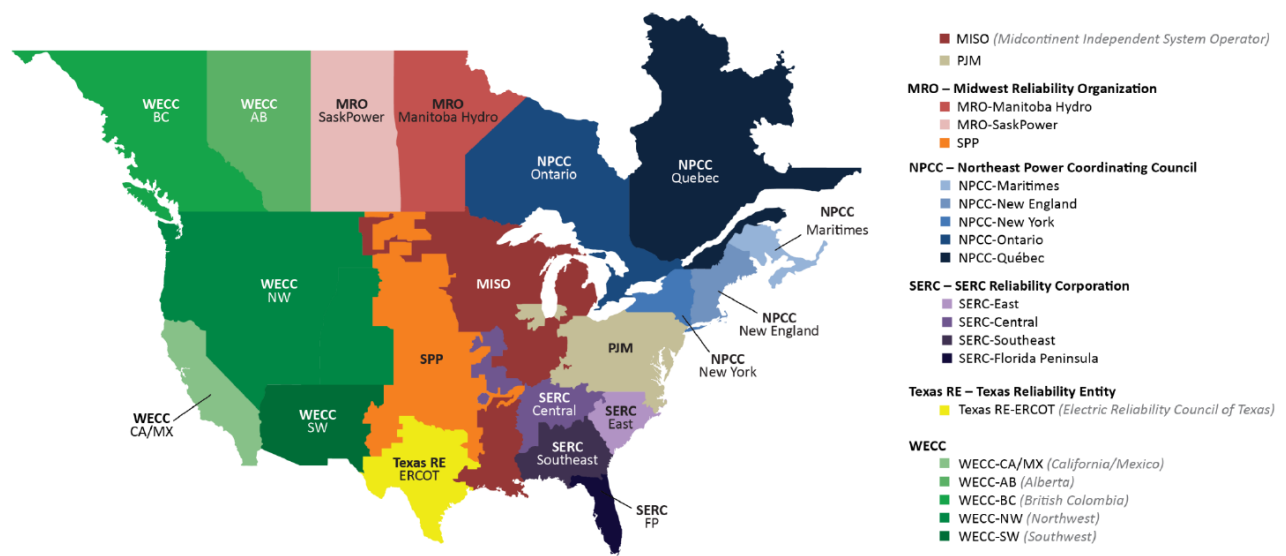 WECC
BC
WECC
AB
MRO
SaskPower
MRO
Manitoba Hydro
NPCC
Ontario
NPCC
Quebec
NPCC
Maritimes
WECC
NW
MISO
NPCC
New England
SPP
PJM
NPCC
New York
WECC
CA/MX
WECC
SW
SERC
Central
SERC
East
SERC
Southeast
Texas RE
ERCOT
SERC
FP
MISO (Midcontinent Independent System Operator)
PJM
MRO – Midwest Reliability Organization
MRO-Manitoba Hydro
MRO-SaskPower
SPP
NPCC – Northeast Power Coordinating Council
NPCC-Maritimes
NPCC-New England
NPCC-New York
NPCC-Ontario
NPCC-Québec
SERC – SERC Reliability Corporation
SERC-East
SERC-Central
SERC-Southeast
SERC-Florida Peninsula
Texas RE – Texas Reliability Entity
Texas RE-ERCOT (Electric Reliability Council of Texas)
WECC
WECC-CA/MX (California/Mexico)
WECC-AB (Alberta)
WECC-BC (British Colombia)
WECC-NW (Northwest)
WECC-SW (Southwest)